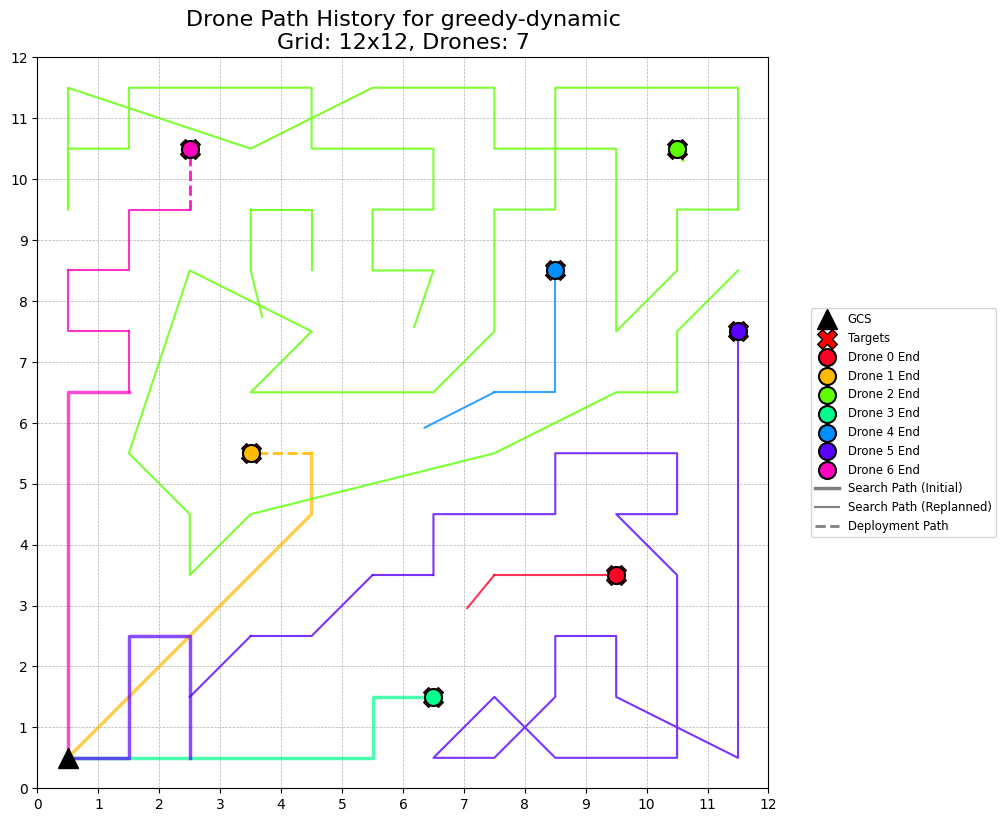 Drone Path History for greedy-dynamic
Grid: 12x12, Drones: 7
12
11
10
9
8
7
6
5
4
3
2
1
0
0 1 2 3 4 5 6 7 8 9 10 11 12
GCS
Targets
Drone 0 End
Drone 1 End
Drone 2 End
Drone 3 End
Drone 4 End
Drone 5 End
Drone 6 End
Search Path (Initial)
Search Path (Replanned)
Deployment Path